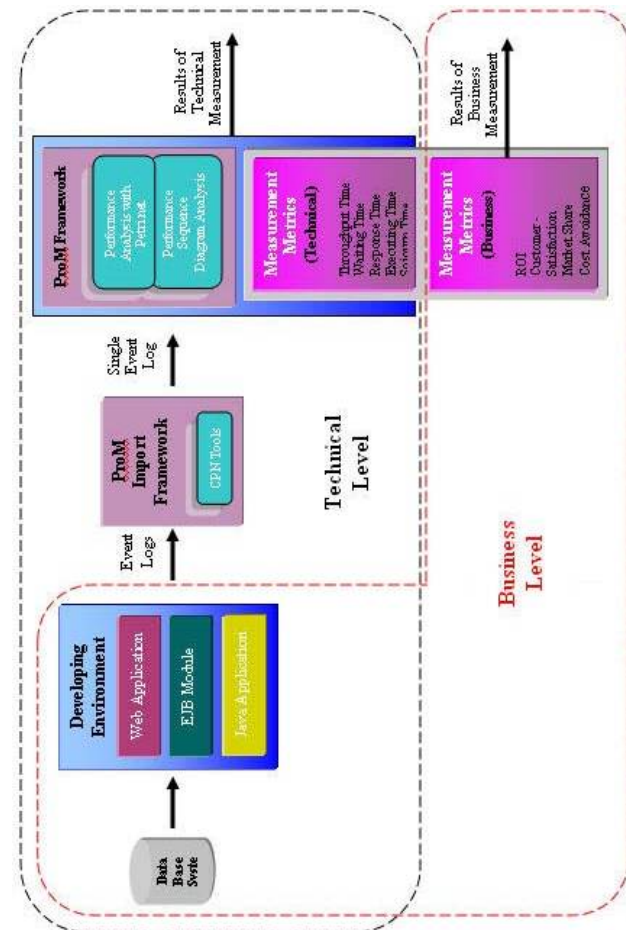 Data
Base
Syste
Developing
Environment
Web Application
EJB Module
Java Application
Event
Logs
ProM
Import
Framework
CPN Tools
Single
Event
Log
ProM Framework
Performance
Analysis with
Petrinet
Performance
Sequence
Diagram Analysis
Results of
Technical
Measurement
Measurement
Metrics
(Technical)
Throughput Time
Waiting Time
Response Time
Executing Time
Sojourn Time
Technical
Level
Measurement
Metrics
(Business)
ROI
Customer -
Satisfaction
Market Share
Cost Avoidance
Results of
Business
Measurement
Business
Level